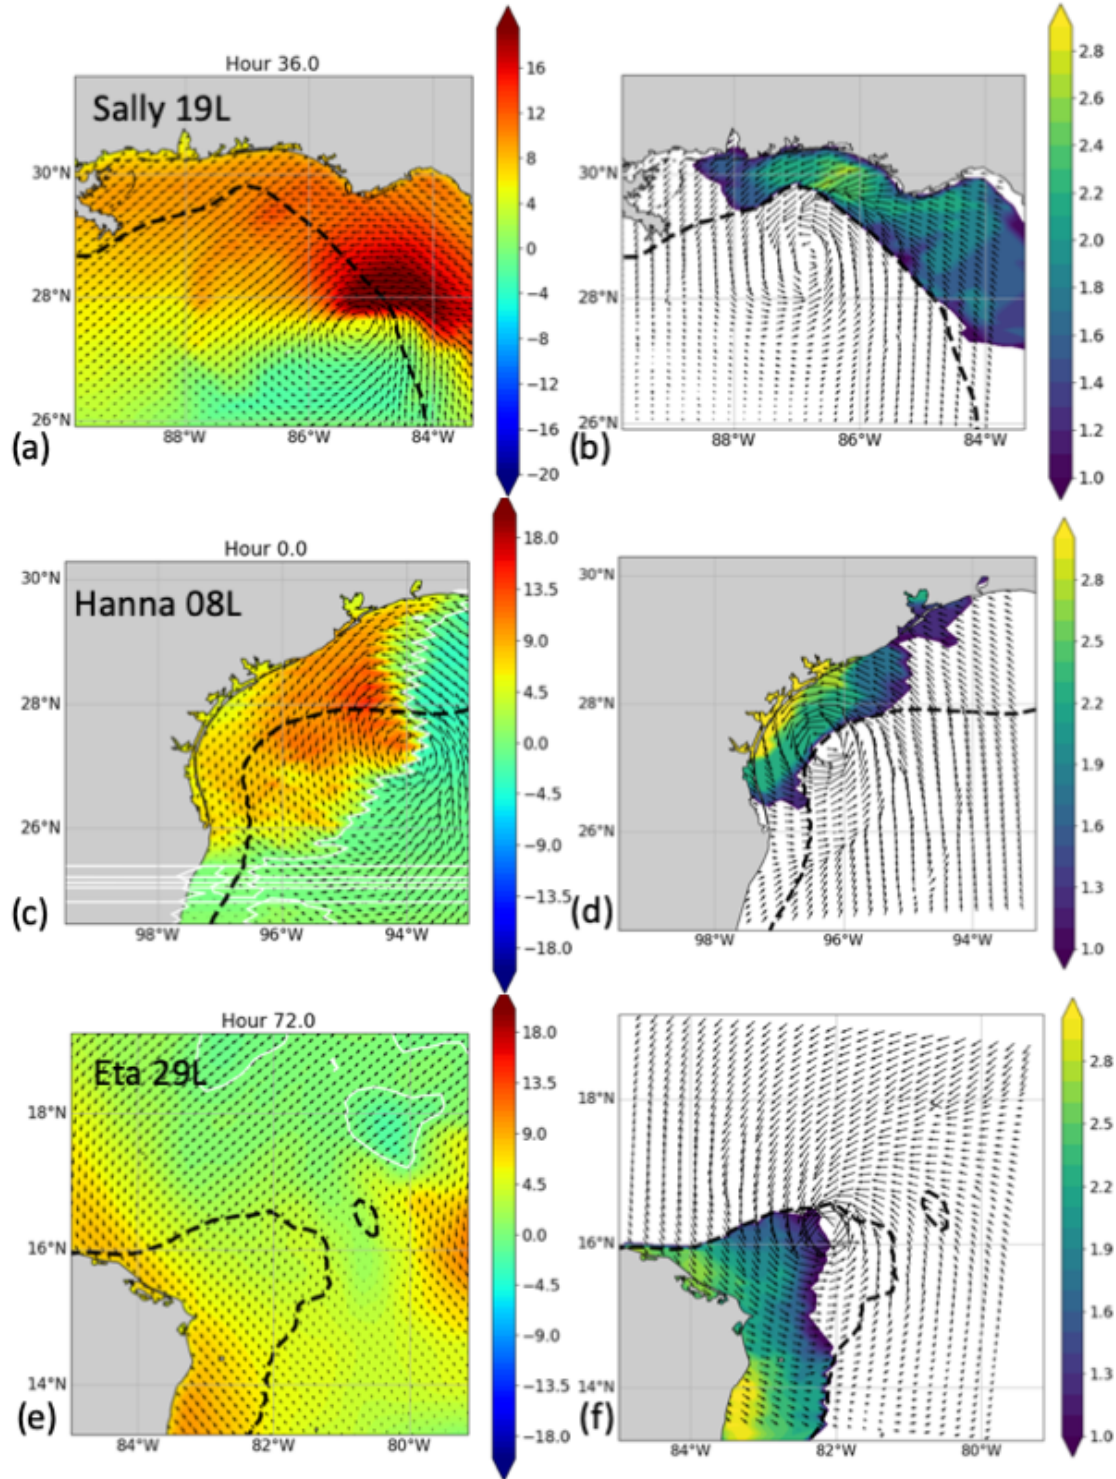 Hour 36.0
Sally 19L
30°N
28°N
26°N
88°W 86°W 84°W
16
12
8
4
0
−4
−8
−12
−16
−20
(a)
30°N
28°N
26°N
88°W 86°W 84°W
2.8
2.6
2.4
2.2
2.0
1.8
1.6
1.4
1.2
1.0
(b)
Hour 0.0
Hanna 08L
30°N
28°N
26°N
98°W 96°W 94°W
18.0
13.5
9.0
4.5
0.0
−4.5
−9.0
−13.5
−18.0
(c)
30°N
28°N
26°N
98°W 96°W 94°W
2.8
2.5
2.2
1.9
1.6
1.3
1.0
(d)
Hour 72.0
Eta 29L
18°N
16°N
14°N
84°W 82°W 80°W
18.0
13.5
9.0
4.5
0.0
−4.5
−9.0
−13.5
−18.0
(e)
18°N
16°N
14°N
84°W 82°W 80°W
2.8
2.5
2.2
1.9
1.6
1.3
1.0
(f)